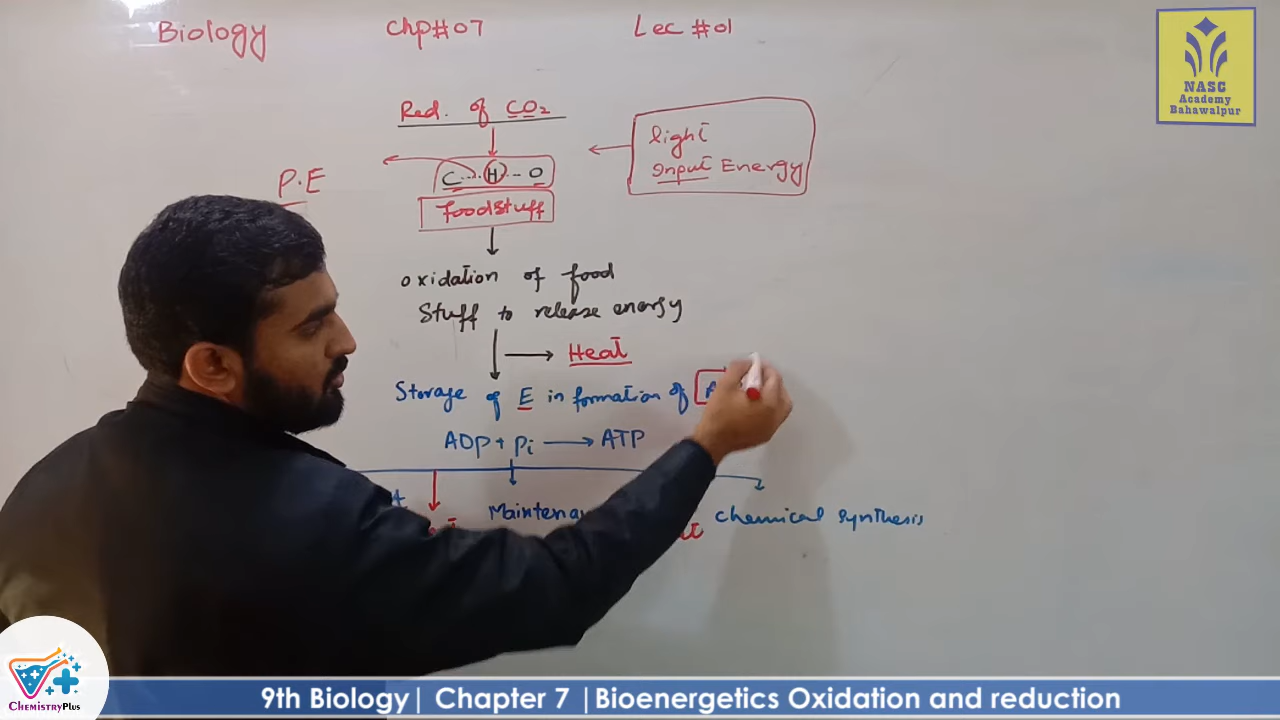 Biology Chp#07 Lec #01
NASC
Academy
Bahawalpur
Red. of CO2
light
Input Energy
P.E
C....H..-O
foodstuff
oxidation of food
Stuff to release energy
Heat
Storage of E in formation of
ADP + Pi → ATP
Maintenan
chemical synthesis
ChemistryPlus
9th Biology| Chapter 7 |Bioenergetics Oxidation and reduction